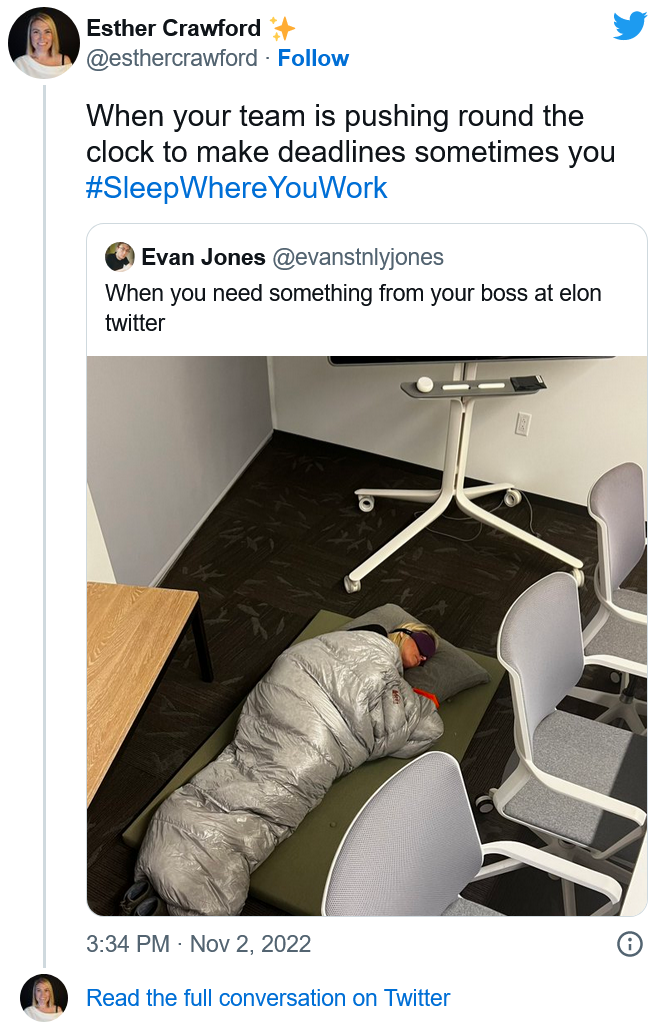 Esther Crawford ✨
@esthercrawford · Follow
When your team is pushing round the
clock to make deadlines sometimes you
#SleepWhereYouWork
Evan Jones @evanstnlyjones
When you need something from your boss at elon
twitter
3:34 PM · Nov 2, 2022
Read the full conversation on Twitter